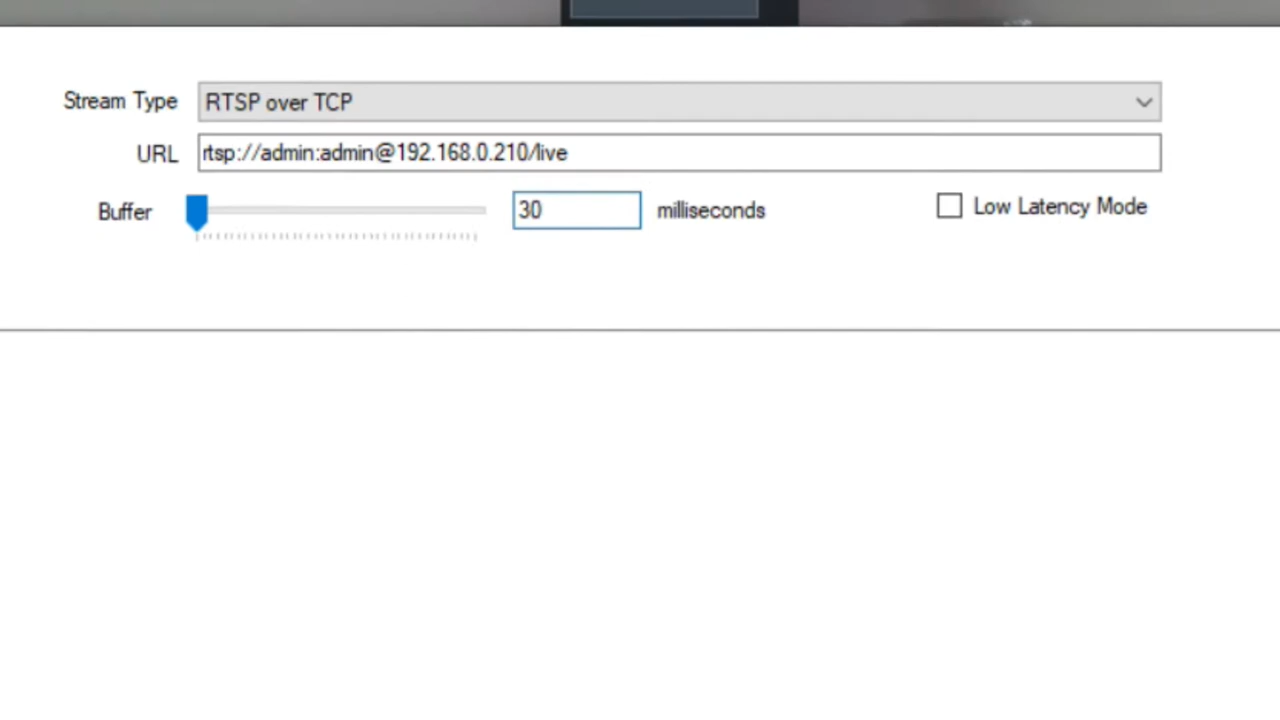 Stream Type RTSP over TCP
URL rtsp://admin:admin@192.168.0.210/live
Buffer 30 milliseconds Low Latency Mode